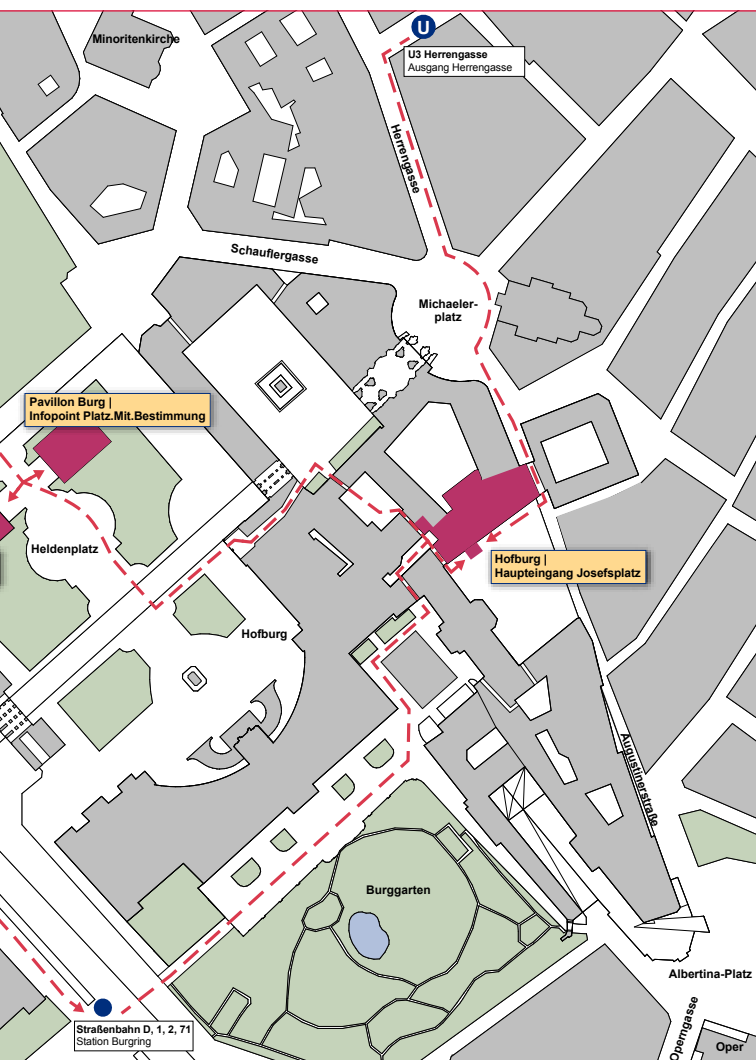 Minoritenkirche
U
U3 Herrengasse
Ausgang Herrengasse
Herrengasse
Schauflergasse
Michaeler-
platz
Pavillon Burg |
Infopoint Platz.Mit.Bestimmung
Heldenplatz
Hofburg |
Haupteingang Josefsplatz
Hofburg
Augustinerstraße
Burggarten
Albertina-Platz
Straßenbahn D, 1, 2, 71
Station Burgring
Operngasse
Oper